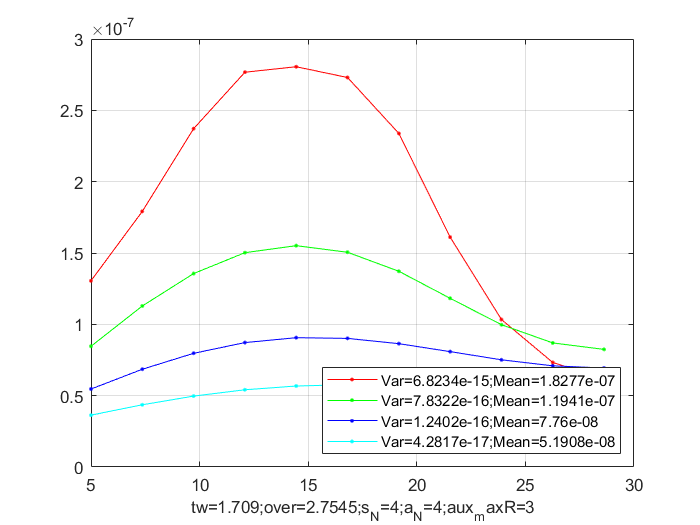 ×10-7
3
2.5
2
1.5
1
0.5
0
5 10 15 20 25 30
Var=6.8234e-15;Mean=1.8277e-07
Var=7.8322e-16;Mean=1.1941e-07
Var=1.2402e-16;Mean=7.76e-08
Var=4.2817e-17;Mean=5.1908e-08
tw=1.709;over=2.7545;sN=4;aN=4;auxmaxR=3